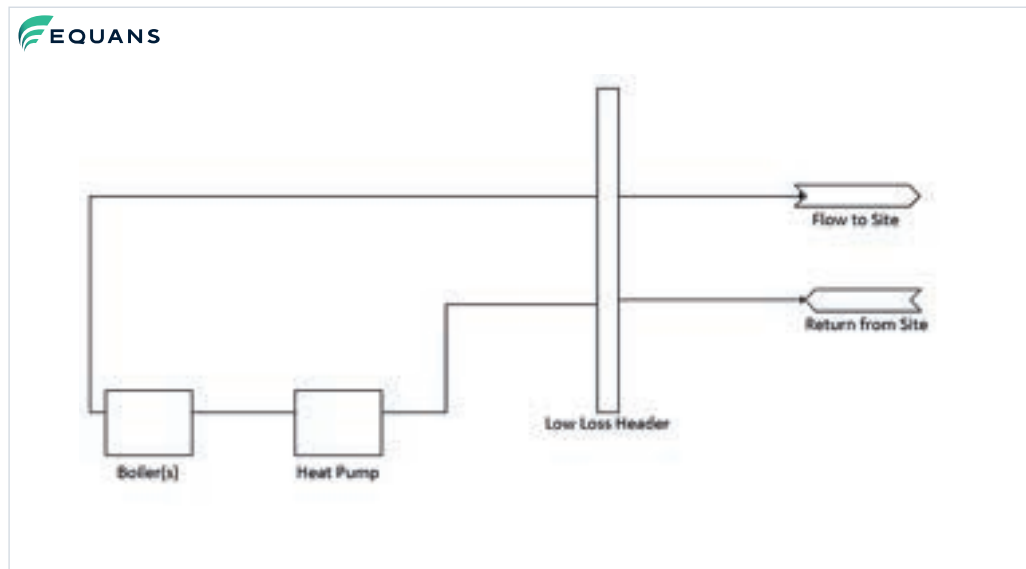 EQUANS
Flow to Site
Return from Site
Low Loss Header
Boiler(s)
Heat Pump